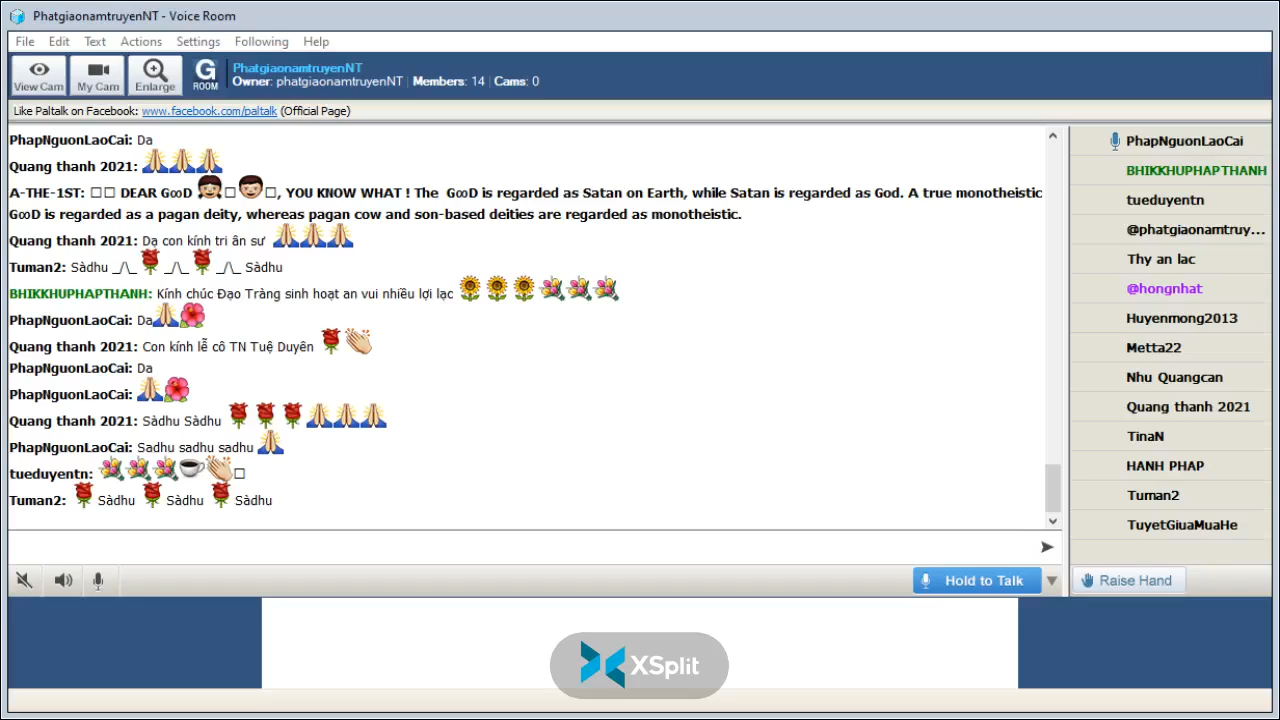 PhatgiaonamtruyenNT - Voice Room
File Edit Text Actions Settings Following Help
View Cam My Cam Enlarge G ROOM
PhatgiaonamtruyenNT
Owner: phatgiaonamtruyenNT | Members: 14 | Cams: 0
Like Paltalk on Facebook: www.facebook.com/paltalk (Official Page)
PhapNguonLaoCai: Da
Quang thanh 2021:
A-THE-1ST: DEAR G∞D , YOU KNOW WHAT ! The G∞D is regarded as Satan on Earth, while Satan is regarded as God. A true monotheistic
G∞D is regarded as a pagan deity, whereas pagan cow and son-based deities are regarded as monotheistic.
Quang thanh 2021: Dạ con kính tri ân sư
Tuman2: Sàdhu _/\_ _/\_ _/\_ Sàdhu
BHIKKHUPHAPTHANH: Kính chúc Đạo Tràng sinh hoạt an vui nhiều lợi lạc
PhapNguonLaoCai: Da
Quang thanh 2021: Con kính lễ cô TN Tuệ Duyên
PhapNguonLaoCai: Da
PhapNguonLaoCai:
Quang thanh 2021: Sàdhu Sàdhu
PhapNguonLaoCai: Sadhu sadhu sadhu
tueduyentn:
Tuman2: Sàdhu Sàdhu Sàdhu
PhapNguonLaoCai
BHIKKHUPHAPTHANH
tueduyentn
@phatgiaonamtruy...
Thy an lac
@hongnhat
Huyenmong2013
Metta22
Nhu Quangcan
Quang thanh 2021
TinaN
HANH PHAP
Tuman2
TuyetGiuaMuaHe
Hold to Talk
Raise Hand
XSplit